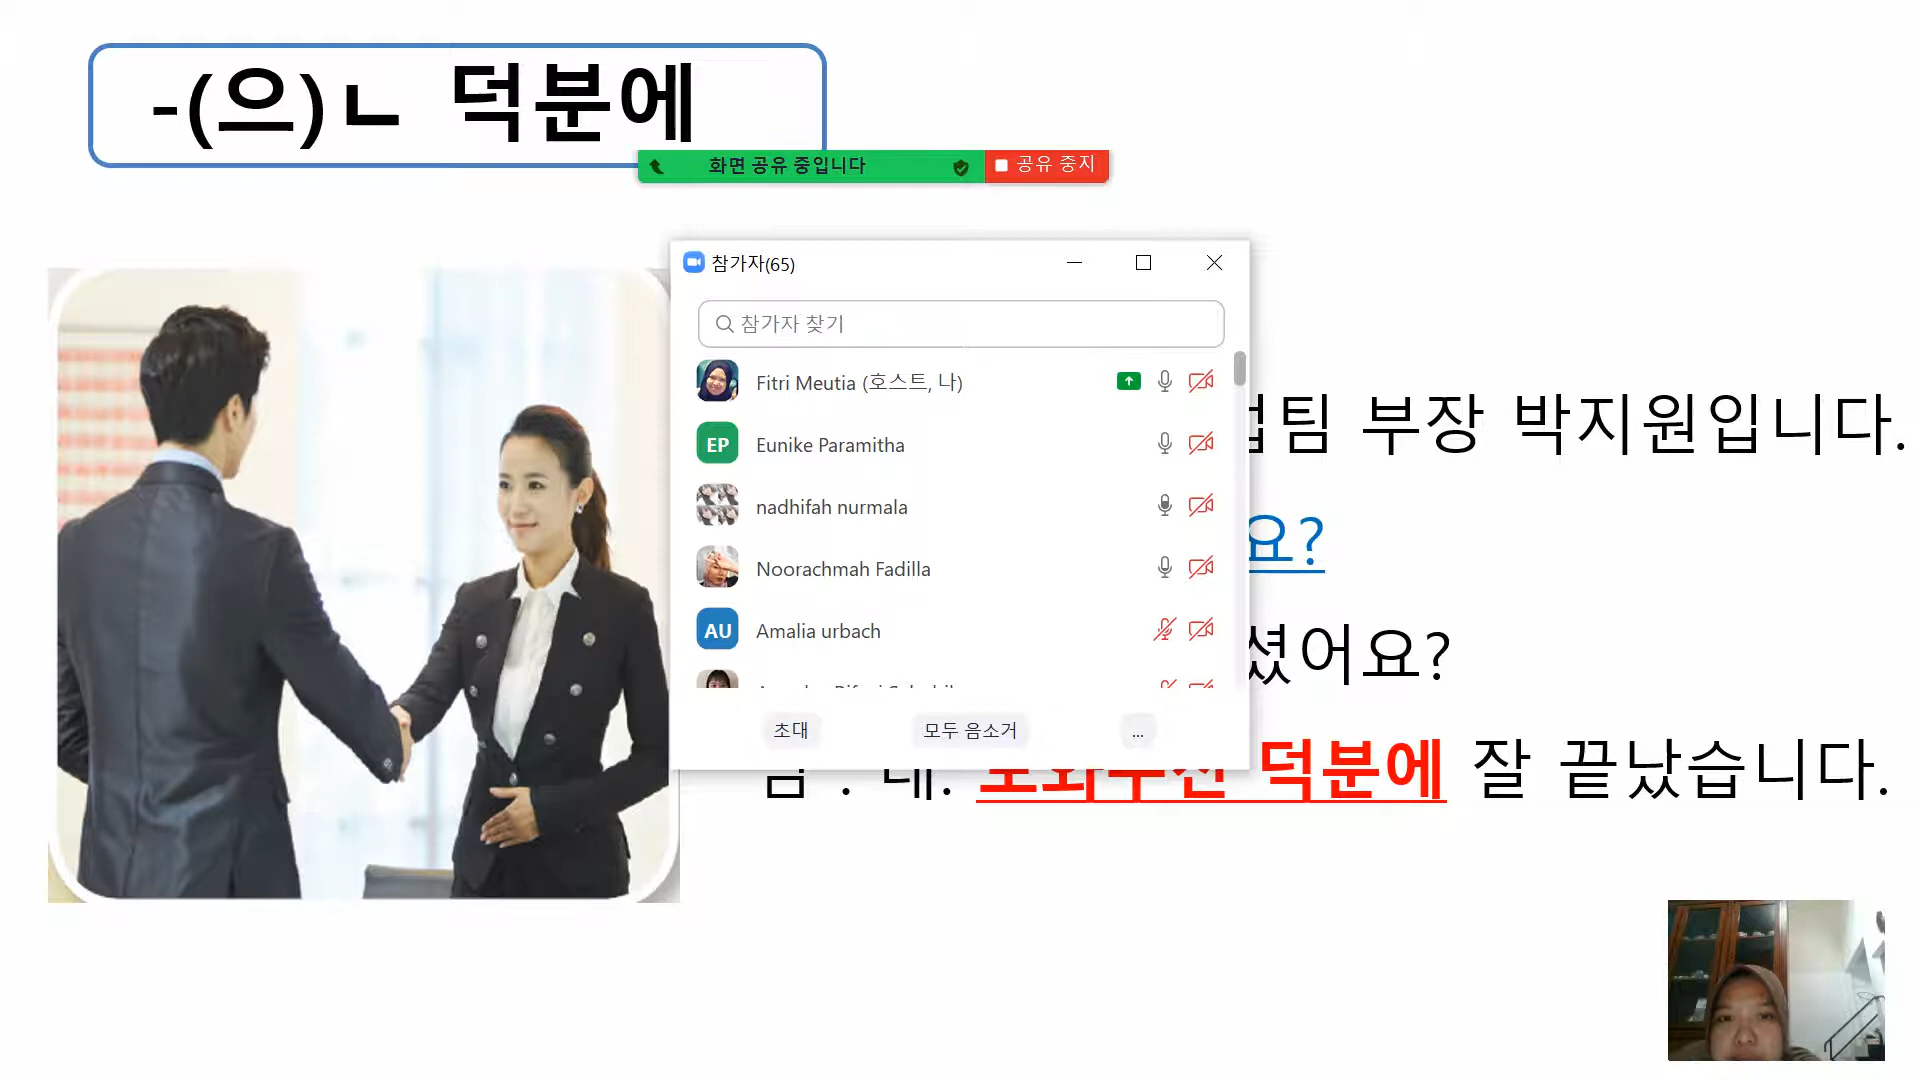 -(으)ㄴ 덕분에
화면 공유 중입니다
공유 중지
참가자(65)
참가자 찾기
Fitri Meutia (호스트, 나)
EP
Eunike Paramitha
nadhifah nurmala
Noorachmah Fadilla
AU
Amalia urbach
초대
모두 음소거
...
팀 부장 박지원입니다.
요?
셨어요?
덕분에 잘 끝났습니다.